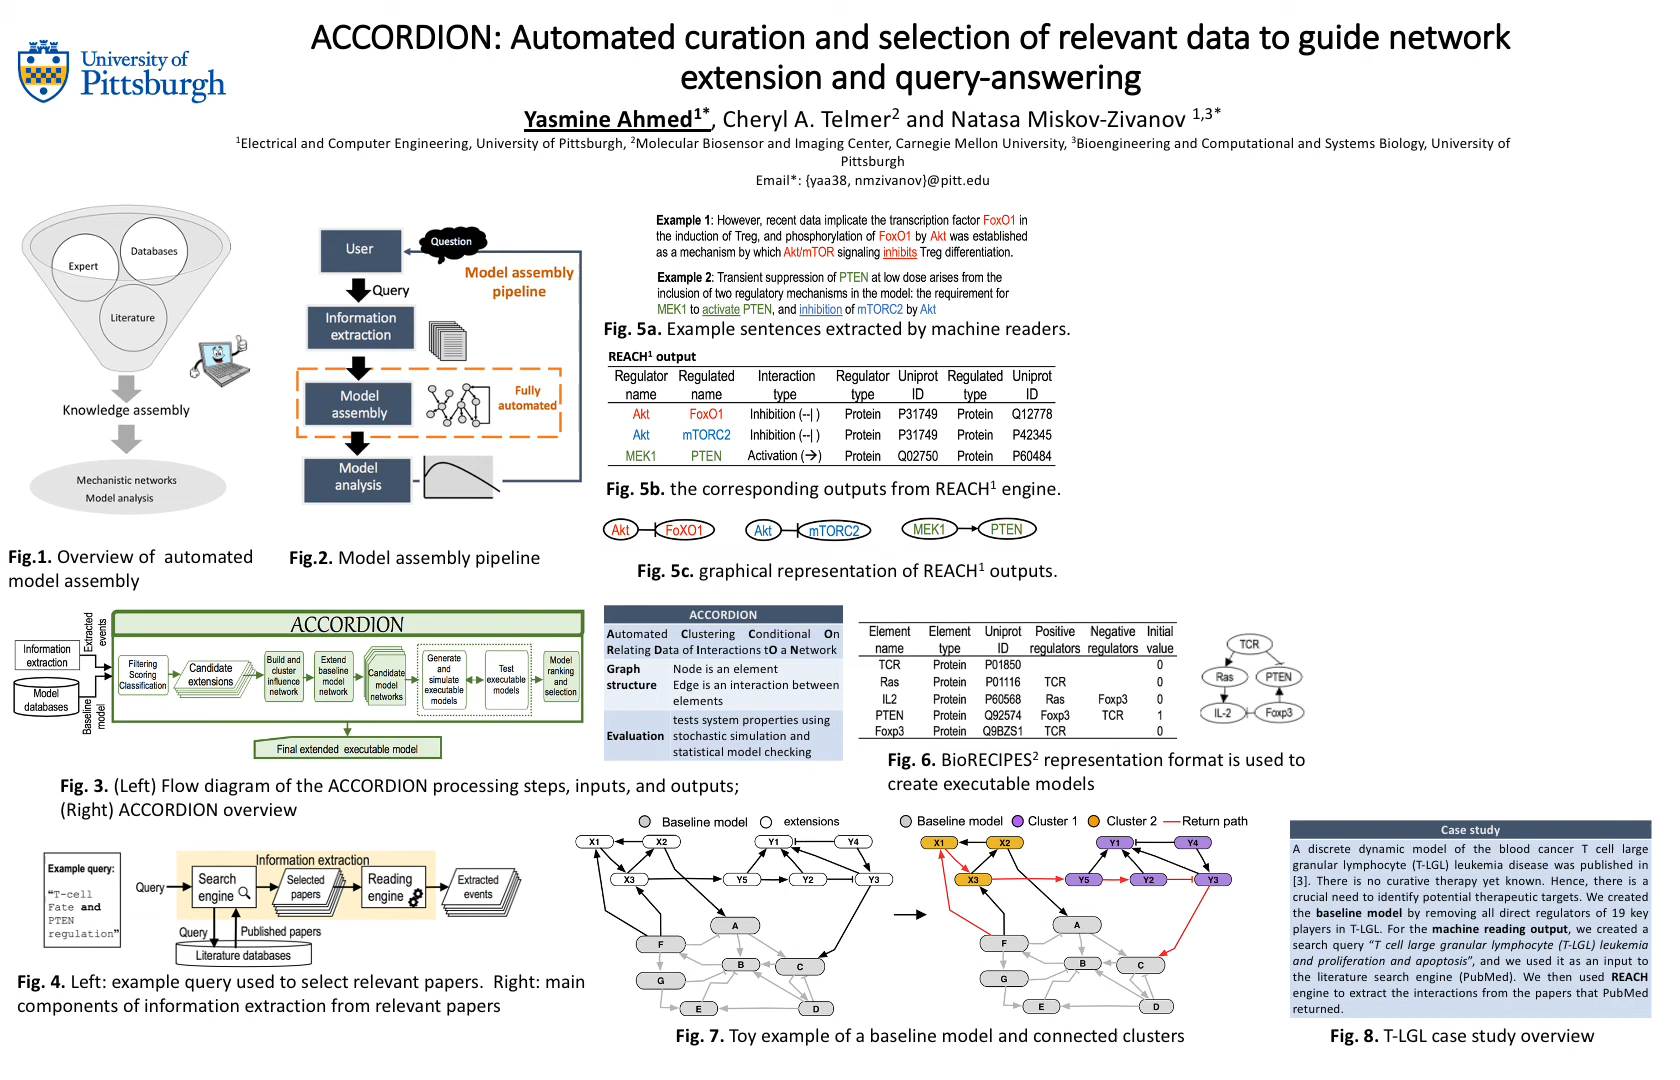 ACCORDION: Automated curation and selection of relevant data to guide network
extension and query-answering
University of
Pittsburgh
Yasmine Ahmed1*, Cheryl A. Telmer2 and Natasa Miskov-Zivanov 1,3*
1Electrical and Computer Engineering, University of Pittsburgh, 2Molecular Biosensor and Imaging Center, Carnegie Mellon University, 3Bioengineering and Computational and Systems Biology, University of
Pittsburgh
Email*: {yaa38, nmzivanov}@pitt.edu
Expert
Databases
Literature
Knowledge assembly
Mechanistic networks
Model analysis
Fig.1. Overview of automated
model assembly
User
Question
Model assembly
pipeline
Query
Information
extraction
Model
assembly
Fully
automated
Model
analysis
Fig.2. Model assembly pipeline
Example 1: However, recent data implicate the transcription factor FoxO1 in
the induction of Treg, and phosphorylation of FoxO1 by Akt was established
as a mechanism by which Akt/mTOR signaling inhibits Treg differentiation.
Example 2: Transient suppression of PTEN at low dose arises from the
inclusion of two regulatory mechanisms in the model: the requirement for
MEK1 to activate PTEN, and inhibition of mTORC2 by Akt
Fig. 5a. Example sentences extracted by machine readers.
REACH1 output
Regulator name Regulated name Interaction type Regulator type Uniprot ID Regulated type Uniprot ID
Akt FoxO1 Inhibition (--| ) Protein P31749 Protein Q12778
Akt mTORC2 Inhibition (--| ) Protein P31749 Protein P42345
MEK1 PTEN Activation (→) Protein Q02750 Protein P60484
Fig. 5b. the corresponding outputs from REACH1 engine.
Akt FoXO1 Akt mTORC2 MEK1 PTEN
Fig. 5c. graphical representation of REACH1 outputs.
ACCORDION
Information
extraction
Extracted
events
Model
databases
Baseline
model
Filtering
Scoring
Classification
Candidate
extensions
Build and
cluster
influence
network
Extend
baseline
model
network
Candidate
model
networks
Generate
and
simulate
executable
models
Test
executable
models
Model
ranking
and
selection
Final extended executable model
ACCORDION
Automated Clustering Conditional On
Relating Data of Interactions tO a Network
Graph
structure
Node is an element
Edge is an interaction between
elements
Evaluation
tests system properties using
stochastic simulation and
statistical model checking
Fig. 3. (Left) Flow diagram of the ACCORDION processing steps, inputs, and outputs;
(Right) ACCORDION overview
Element name Element type Uniprot ID Positive regulators Negative regulators Initial value
TCR Protein P01850 0
Ras Protein P01116 TCR 0
IL2 Protein P60568 Ras Foxp3 0
PTEN Protein Q92574 Foxp3 TCR 1
Foxp3 Protein Q9BZS1 TCR 0
TCR
Ras PTEN
IL-2 Foxp3
Fig. 6. BioRECIPES2 representation format is used to
create executable models
Example query:
“T-cell
Fate and
PTEN
regulation”
Information extraction
Query
Search
engine
Selected
papers
Reading
engine
Extracted
events
Query
Published papers
Literature databases
Fig. 4. Left: example query used to select relevant papers. Right: main
components of information extraction from relevant papers
Baseline model extensions
X1 X2 Y1 Y4
X3 Y5 Y2 Y3
A
F
B C
G
E D
Baseline model Cluster 1 Cluster 2 Return path
X1 X2 Y1 Y4
X3 Y5 Y2 Y3
A
F
B C
G
E D
Fig. 7. Toy example of a baseline model and connected clusters
Case study
A discrete dynamic model of the blood cancer T cell large
granular lymphocyte (T-LGL) leukemia disease was published in
[3]. There is no curative therapy yet known. Hence, there is a
crucial need to identify potential therapeutic targets. We created
the baseline model by removing all direct regulators of 19 key
players in T-LGL. For the machine reading output, we created a
search query “T cell large granular lymphocyte (T-LGL) leukemia
and proliferation and apoptosis”, and we used it as an input to
the literature search engine (PubMed). We then used REACH
engine to extract the interactions from the papers that PubMed
returned.
Fig. 8. T-LGL case study overview